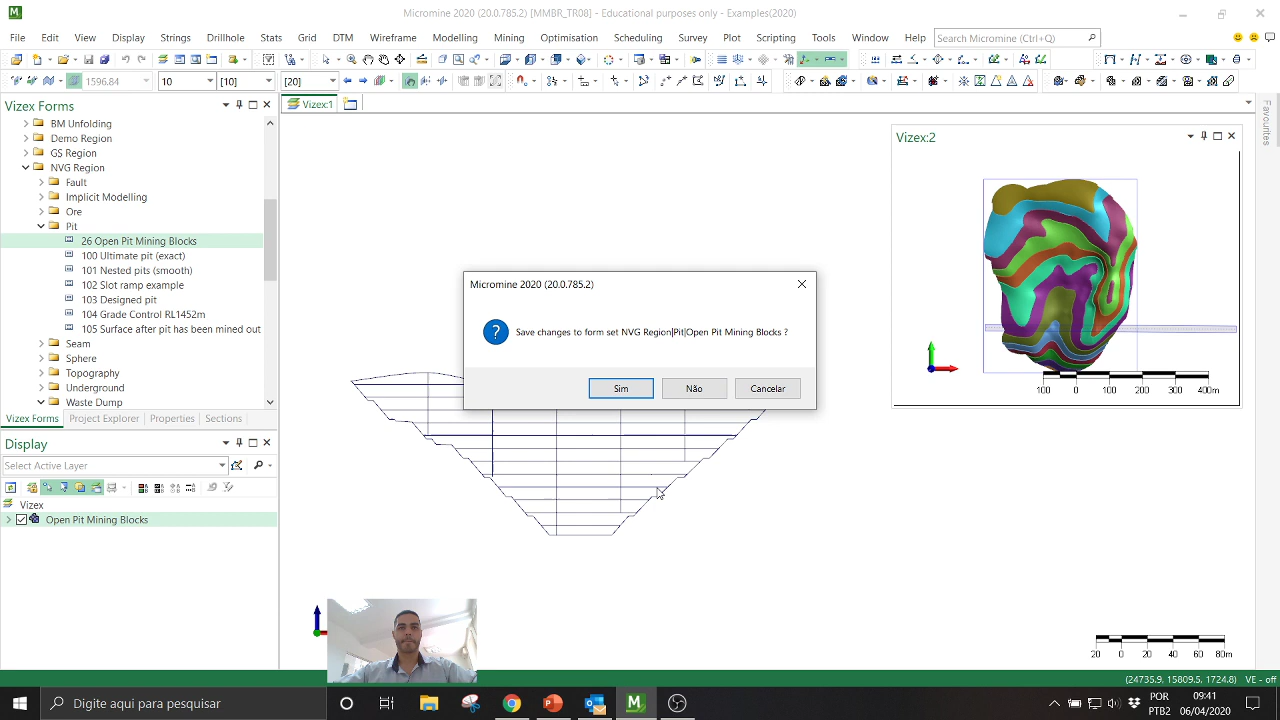 Micromine 2020 (20.0.785.2) [MMBR_TR08] - Educational purposes only - Examples(2020)
File Edit View Display Strings Drillhole Stats Grid DTM Wireframe Modelling Mining Optimisation Scheduling Survey Plot Scripting Tools Window Help Search Micromine (Ctrl+Q)
1596.84 10 [10] [20]
Vizex Forms
BM Unfolding
Demo Region
GS Region
NVG Region
Fault
Implicit Modelling
Ore
Pit
26 Open Pit Mining Blocks
100 Ultimate pit (exact)
101 Nested pits (smooth)
102 Slot ramp example
103 Designed pit
104 Grade Control RL1452m
105 Surface after pit has been mined out
Seam
Sphere
Topography
Underground
Waste Dump
Vizex Forms Project Explorer Properties Sections
Display
Select Active Layer
Vizex
Open Pit Mining Blocks
Vizex:1
Vizex:2
100 0 100 200 300 400m
Favourites
Micromine 2020 (20.0.785.2)
Save changes to form set NVG Region|Pit|Open Pit Mining Blocks ?
Sim Não Cancelar
20 0 20 40 60 80m
(24735.9, 15809.5, 1724.8) VE - off
Digite aqui para pesquisar
POR
PTB2
09:41
06/04/2020